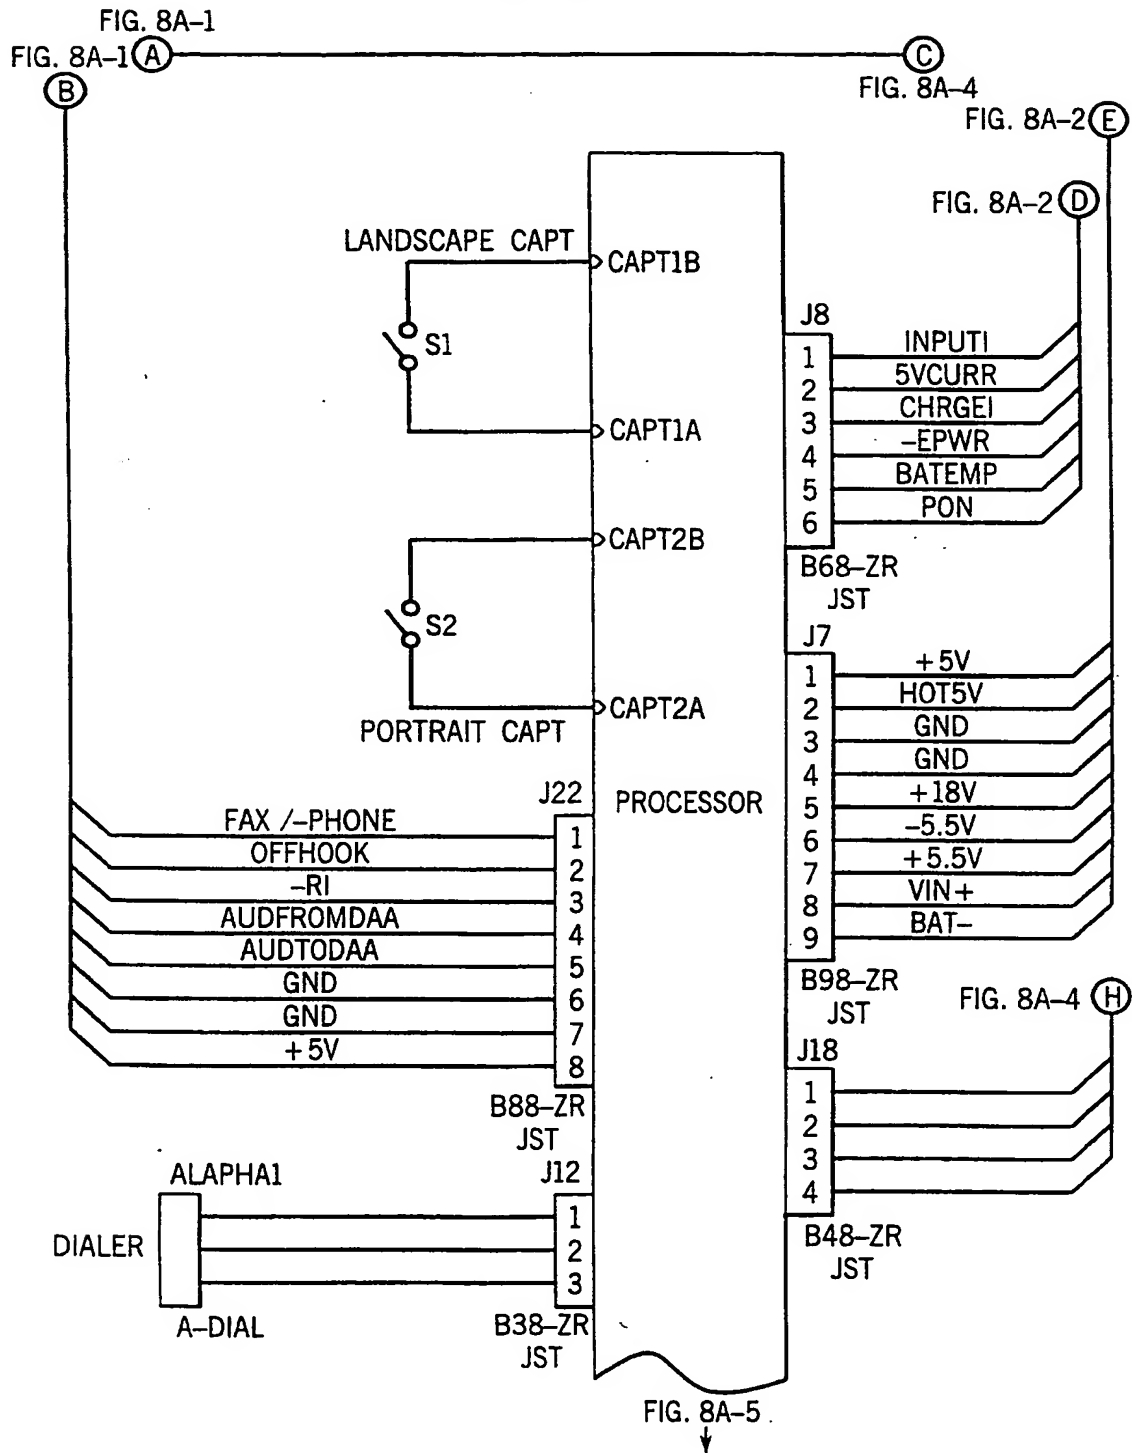 FIG. 8A-1
FIG. 8A-1 A
B
C
FIG. 8A-4
FIG. 8A-2 E
FIG. 8A-2 D
LANDSCAPE CAPT
CAPT1B
S1
CAPT1A
CAPT2B
S2
CAPT2A
PORTRAIT CAPT
PROCESSOR
J8
1 INPUTI
2 5VCURR
3 CHRGEI
4 -EPWR
5 BATEMP
6 PON
B68-ZR
JST
J7
1 +5V
2 HOT5V
3 GND
4 GND
5 +18V
6 -5.5V
7 +5.5V
8 VIN+
9 BAT-
B98-ZR
JST
J22
FAX /-PHONE 1
OFFHOOK 2
-RI 3
AUDFROMDAA 4
AUDTODAA 5
GND 6
GND 7
+5V 8
B88-ZR
JST
FIG. 8A-4 H
J18
1
2
3
4
B48-ZR
JST
ALAPHA1
DIALER
A-DIAL
J12
1
2
3
B38-ZR
JST
FIG. 8A-5